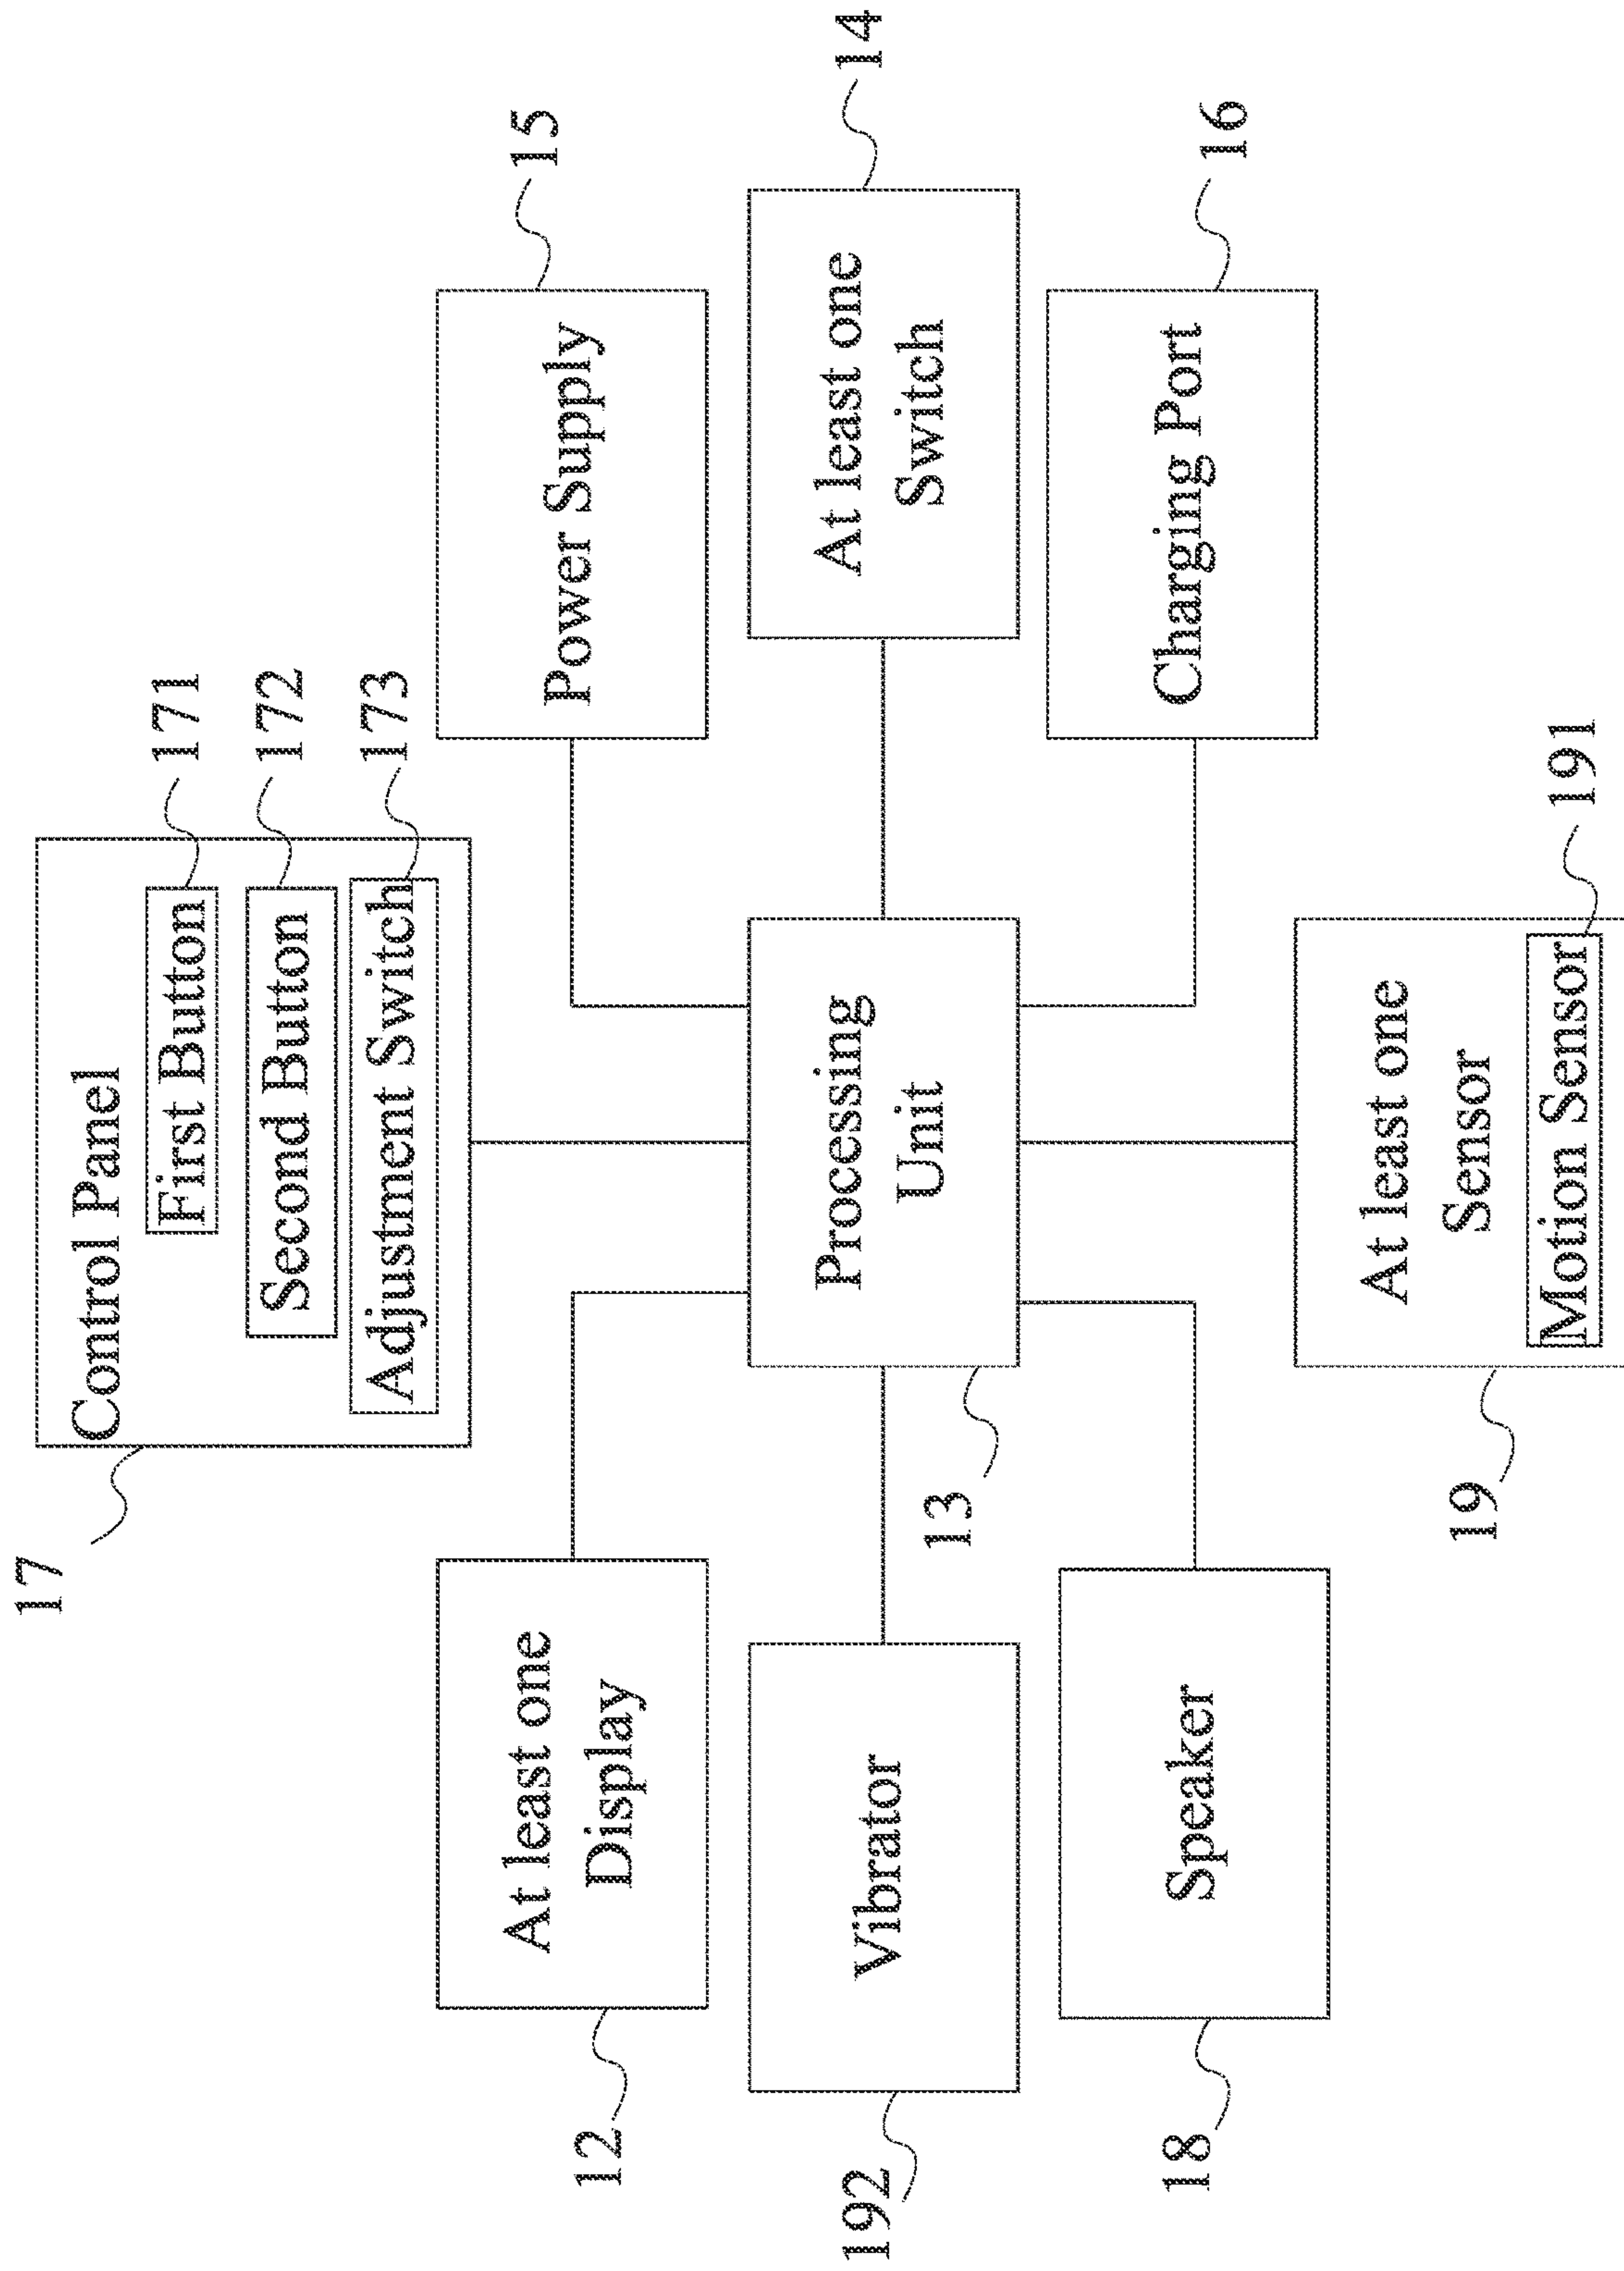 17
Control Panel
First Button
171
Second Button
172
Adjustment Switch
173
12
At least one
Display
Power Supply
15
192
Vibrator
Processing
Unit
13
At least one
Switch
14
18
Speaker
Charging Port
16
19
At least one
Sensor
Motion Sensor
191